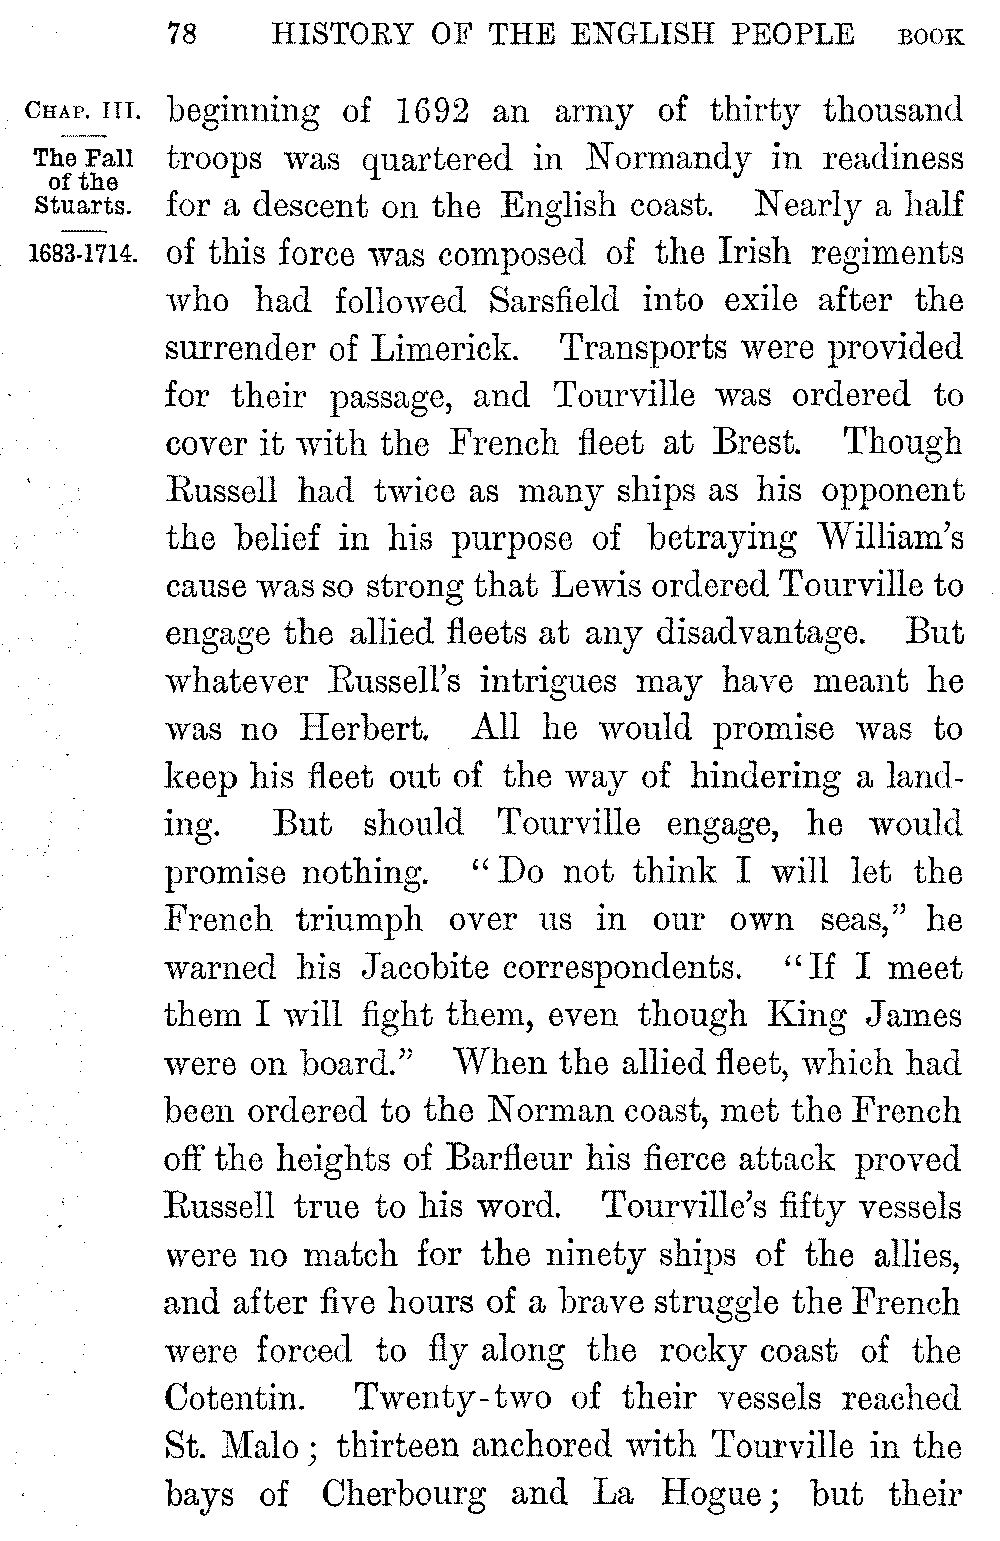 78 HISTORY OF THE ENGLISH PEOPLE BOOK
CHAP. III.
The Fall
of the
Stuarts.
1683-1714.
beginning of 1692 an army of thirty thousand
troops was quartered in Normandy in readiness
for a descent on the English coast. Nearly a half
of this force was composed of the Irish regiments
who had followed Sarsfield into exile after the
surrender of Limerick. Transports were provided
for their passage, and Tourville was ordered to
cover it with the French fleet at Brest. Though
Russell had twice as many ships as his opponent
the belief in his purpose of betraying William's
cause was so strong that Lewis ordered Tourville to
engage the allied fleets at any disadvantage. But
whatever Russell's intrigues may have meant he
was no Herbert. All he would promise was to
keep his fleet out of the way of hindering a land-
ing. But should Tourville engage, he would
promise nothing. “Do not think I will let the
French triumph over us in our own seas,” he
warned his Jacobite correspondents. “If I meet
them I will fight them, even though King James
were on board.” When the allied fleet, which had
been ordered to the Norman coast, met the French
off the heights of Barfleur his fierce attack proved
Russell true to his word. Tourville's fifty vessels
were no match for the ninety ships of the allies,
and after five hours of a brave struggle the French
were forced to fly along the rocky coast of the
Cotentin. Twenty-two of their vessels reached
St. Malo; thirteen anchored with Tourville in the
bays of Cherbourg and La Hogue; but their